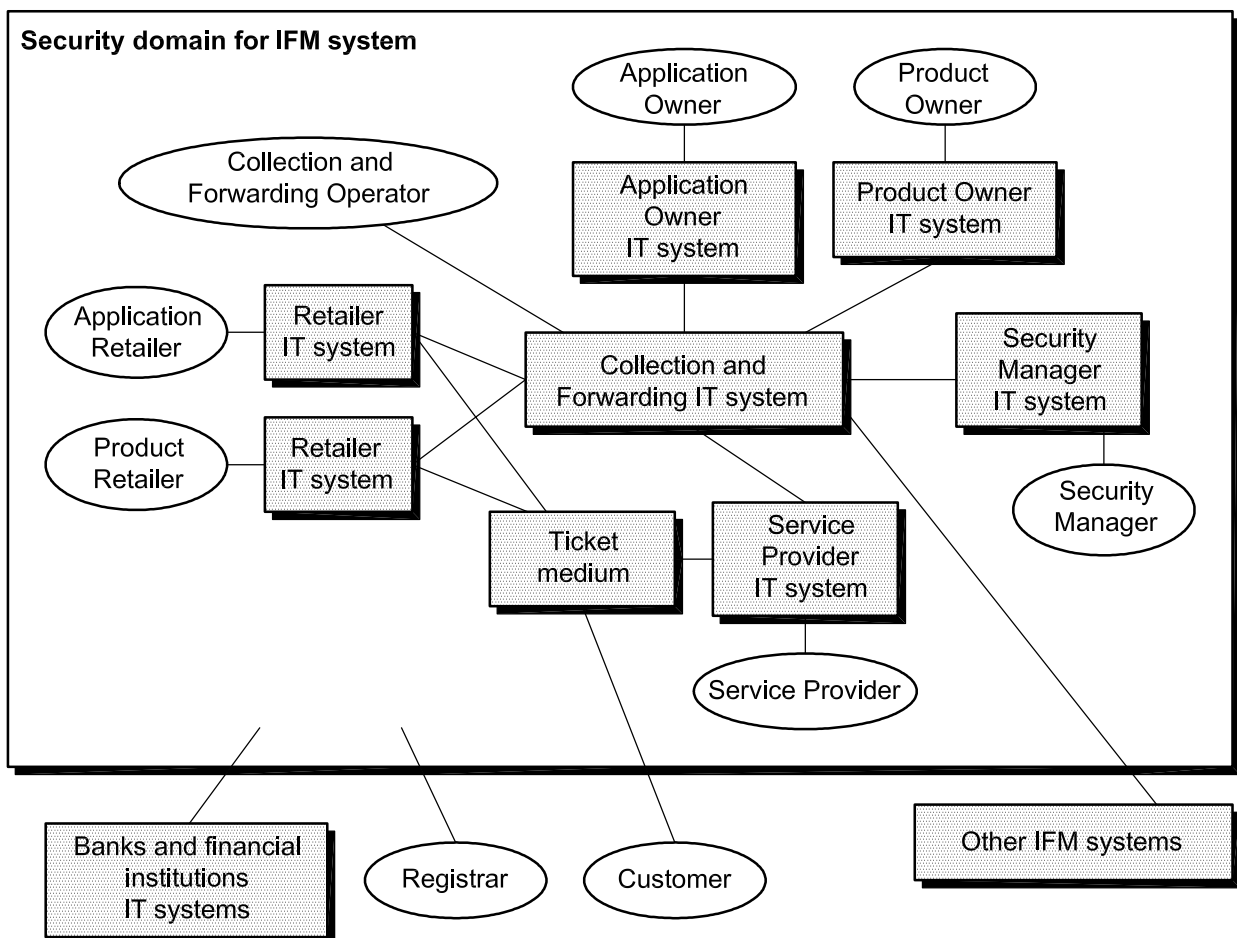 Security domain for IFM system
Application
Owner
Product
Owner
Collection and
Forwarding Operator
Application
Owner
IT system
Product Owner
IT system
Application
Retailer
Retailer
IT system
Collection and
Forwarding IT system
Security
Manager
IT system
Product
Retailer
Retailer
IT system
Security
Manager
Ticket
medium
Service
Provider
IT system
Service Provider
Banks and financial
institutions
IT systems
Registrar
Customer
Other IFM systems